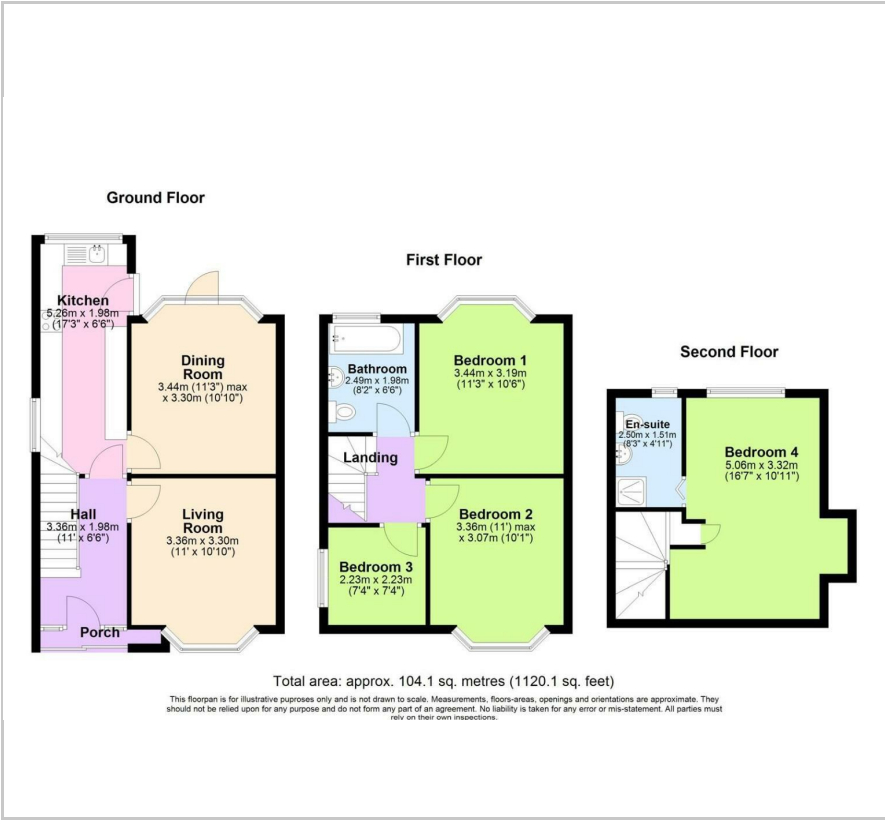 Ground Floor
Kitchen
5.26m x 1.98m
(17'3" x 6'6")
Dining
Room
3.44m (11'3") max
x 3.30m (10'10")
Hall
3.36m x 1.98m
(11' x 6'6")
Living
Room
3.36m x 3.30m
(11' x 10'10")
Porch
First Floor
Bathroom
2.49m x 1.98m
(8'2" x 6'6")
Bedroom 1
3.44m x 3.19m
(11'3" x 10'6")
Landing
Bedroom 2
3.36m (11') max
x 3.07m (10'1")
Bedroom 3
2.23m x 2.23m
(7'4" x 7'4")
Second Floor
En-suite
2.50m x 1.51m
(8'3" x 4'11")
Bedroom 4
5.06m x 3.32m
(16'7" x 10'11")
Total area: approx. 104.1 sq. metres (1120.1 sq. feet)
This floorpan is for illustrative puproses only and is not drawn to scale. Measurements, floors-areas, openings and orientations are approximate. They
should not be relied upon for any purpose and do not form any part of an agreement. No liability is taken for any error or mis-statement. All parties must
rely on their own inspections.